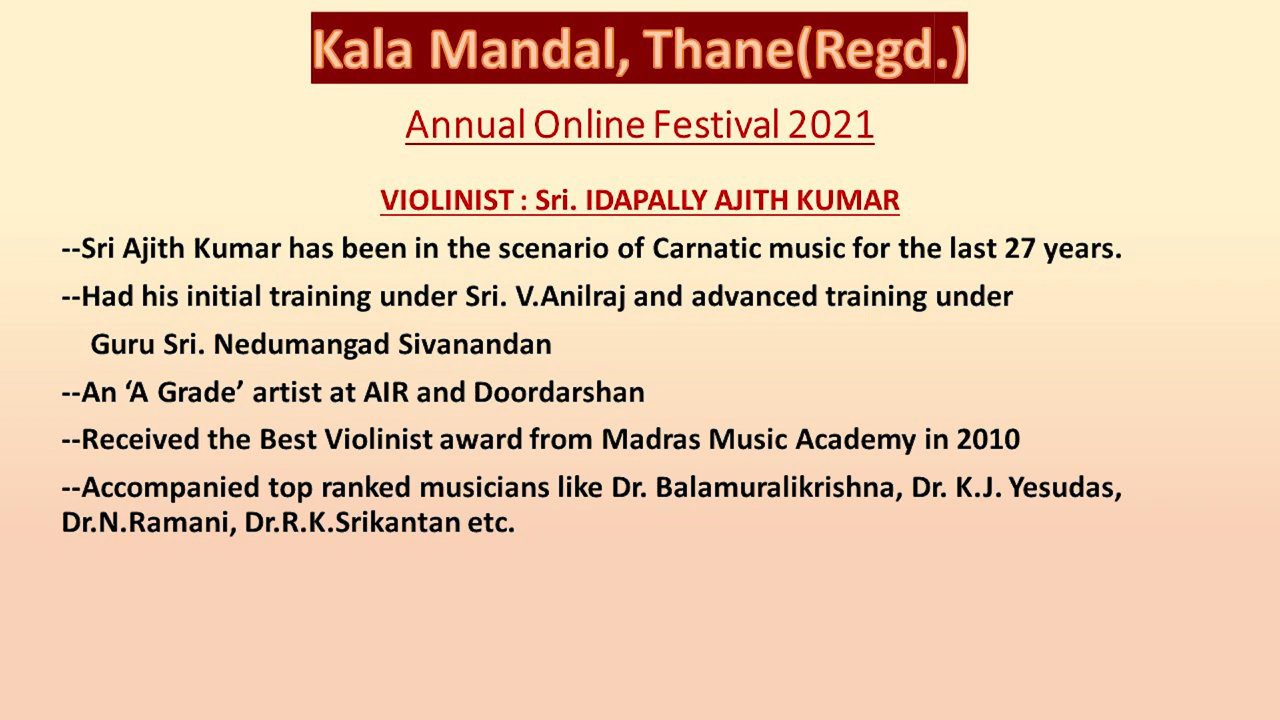 Kala Mandal, Thane(Regd.)
Annual Online Festival 2021
VIOLINIST : Sri. IDAPALLY AJITH KUMAR
--Sri Ajith Kumar has been in the scenario of Carnatic music for the last 27 years.
--Had his initial training under Sri. V.Anilraj and advanced training under
Guru Sri. Nedumangad Sivanandan
--An ‘A Grade’ artist at AIR and Doordarshan
--Received the Best Violinist award from Madras Music Academy in 2010
--Accompanied top ranked musicians like Dr. Balamuralikrishna, Dr. K.J. Yesudas,
Dr.N.Ramani, Dr.R.K.Srikantan etc.